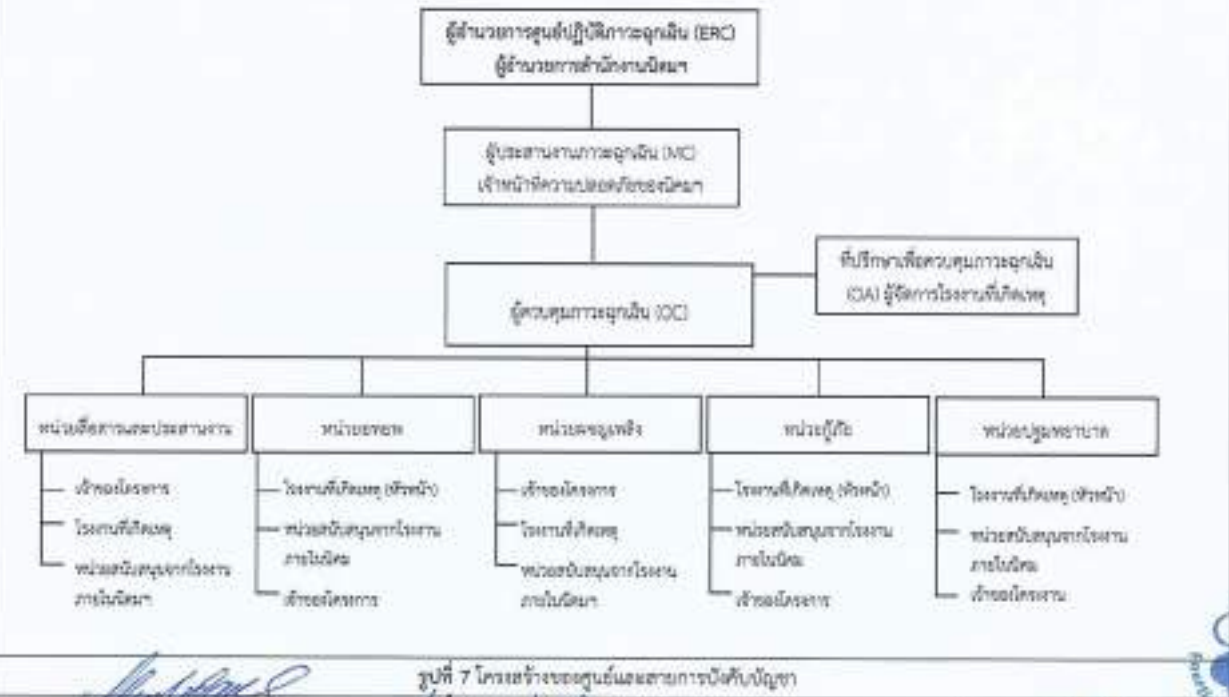 ผู้อำนวยการศูนย์ปฏิบัติภาวะฉุกเฉิน (ERC)
ผู้อำนวยการสำนักงานนิคมฯ
ผู้ประสานงานภาวะฉุกเฉิน (MC)
เจ้าหน้าที่ความปลอดภัยของนิคมฯ
ที่ปรึกษาเพื่อควบคุมภาวะฉุกเฉิน
(OA) ผู้จัดการโรงงานที่เกิดเหตุ
ผู้ควบคุมภาวะฉุกเฉิน (OC)
หน่วยสื่อสารและประสานงาน
หน่วยอพยพ
หน่วยผจญเพลิง
หน่วยกู้ภัย
หน่วยปฐมพยาบาล
เจ้าของโครงการ
โรงงานที่เกิดเหตุ
หน่วยสนับสนุนจากโรงงาน
ภายในนิคมฯ
โรงงานที่เกิดเหตุ (หัวหน้า)
หน่วยสนับสนุนจากโรงงาน
ภายในนิคม
เจ้าของโครงการ
เจ้าของโครงการ
โรงงานที่เกิดเหตุ
หน่วยสนับสนุนจากโรงงาน
ภายในนิคมฯ
โรงงานที่เกิดเหตุ (หัวหน้า)
หน่วยสนับสนุนจากโรงงาน
ภายในนิคม
เจ้าของโครงการ
โรงงานที่เกิดเหตุ (หัวหน้า)
หน่วยสนับสนุนจากโรงงาน
ภายในนิคม
เจ้าของโครงงาน
รูปที่ 7 โครงสร้างของศูนย์และสายการบังคับบัญชา